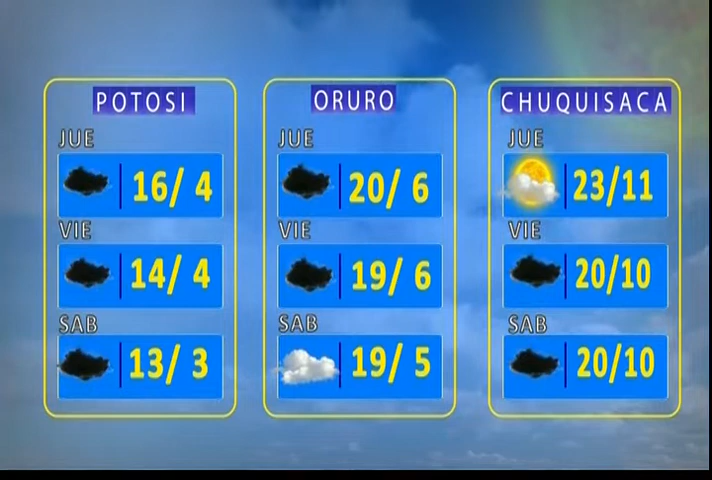 POTOSI
JUE
16/ 4
VIE
14/ 4
SAB
13/ 3
ORURO
JUE
20/ 6
VIE
19/ 6
SAB
19/ 5
CHUQUISACA
JUE
23/11
VIE
20/10
SAB
20/10